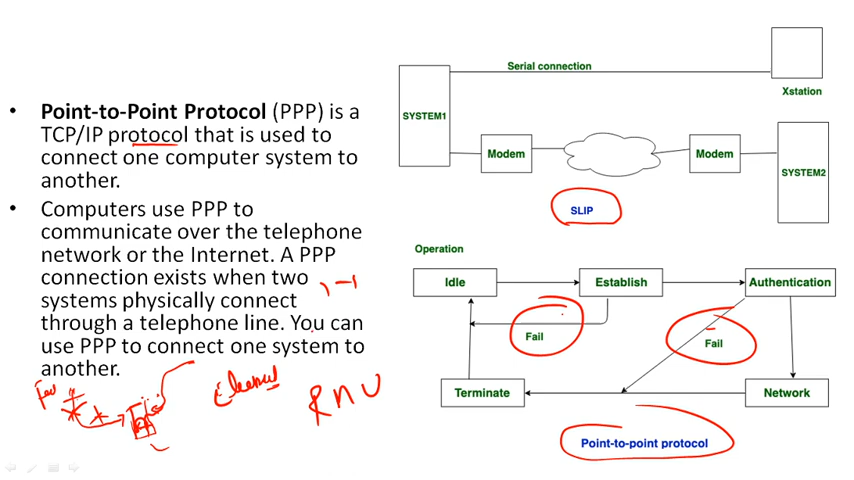 • Point-to-Point Protocol (PPP) is a
TCP/IP protocol that is used to
connect one computer system to
another.
• Computers use PPP to
communicate over the telephone
network or the Internet. A PPP
connection exists when two
systems physically connect
through a telephone line. You can
use PPP to connect one system to
another.
Serial connection
Xstation
SYSTEM1
Modem
Modem
SYSTEM2
SLIP
Operation
Idle
Establish
Authentication
Fail
Fail
Terminate
Network
Point-to-point protocol